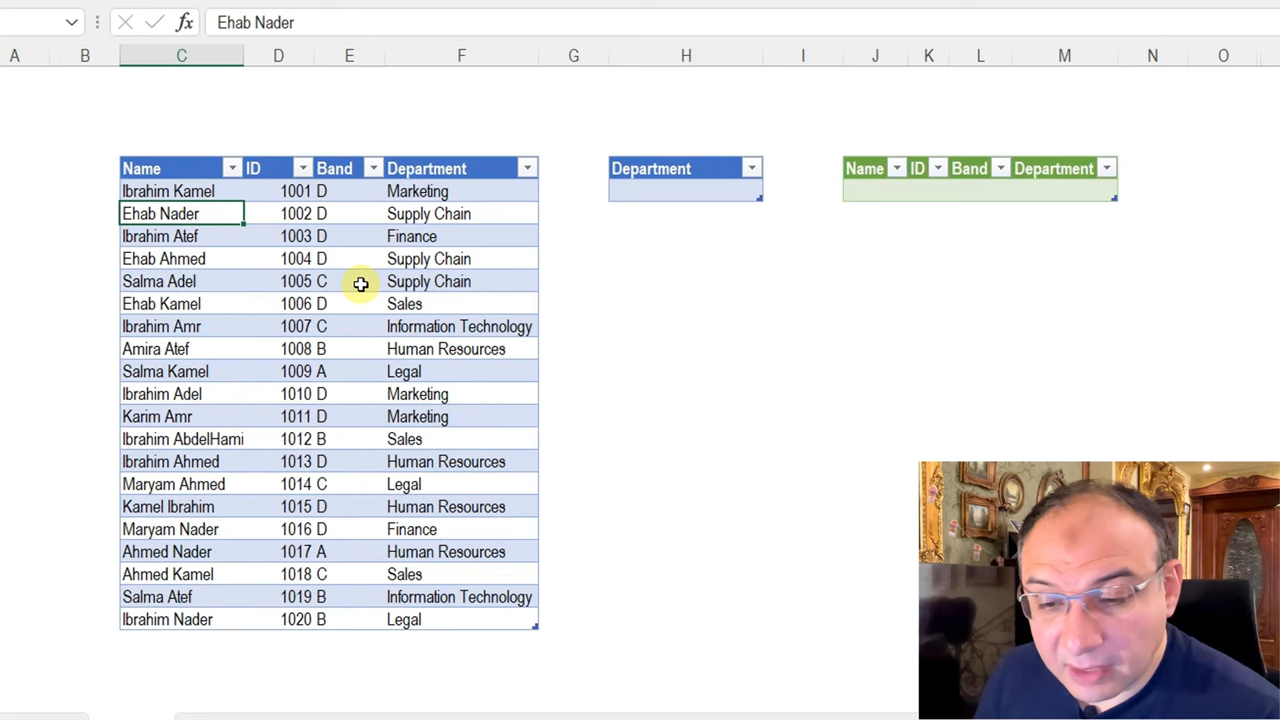 fx Ehab Nader
A B C D E F G H I J K L M N O
Name ID Band Department Department Name ID Band Department
Ibrahim Kamel 1001 D Marketing
Ehab Nader 1002 D Supply Chain
Ibrahim Atef 1003 D Finance
Ehab Ahmed 1004 D Supply Chain
Salma Adel 1005 C Supply Chain
Ehab Kamel 1006 D Sales
Ibrahim Amr 1007 C Information Technology
Amira Atef 1008 B Human Resources
Salma Kamel 1009 A Legal
Ibrahim Adel 1010 D Marketing
Karim Amr 1011 D Marketing
Ibrahim AbdelHami 1012 B Sales
Ibrahim Ahmed 1013 D Human Resources
Maryam Ahmed 1014 C Legal
Kamel Ibrahim 1015 D Human Resources
Maryam Nader 1016 D Finance
Ahmed Nader 1017 A Human Resources
Ahmed Kamel 1018 C Sales
Salma Atef 1019 B Information Technology
Ibrahim Nader 1020 B Legal